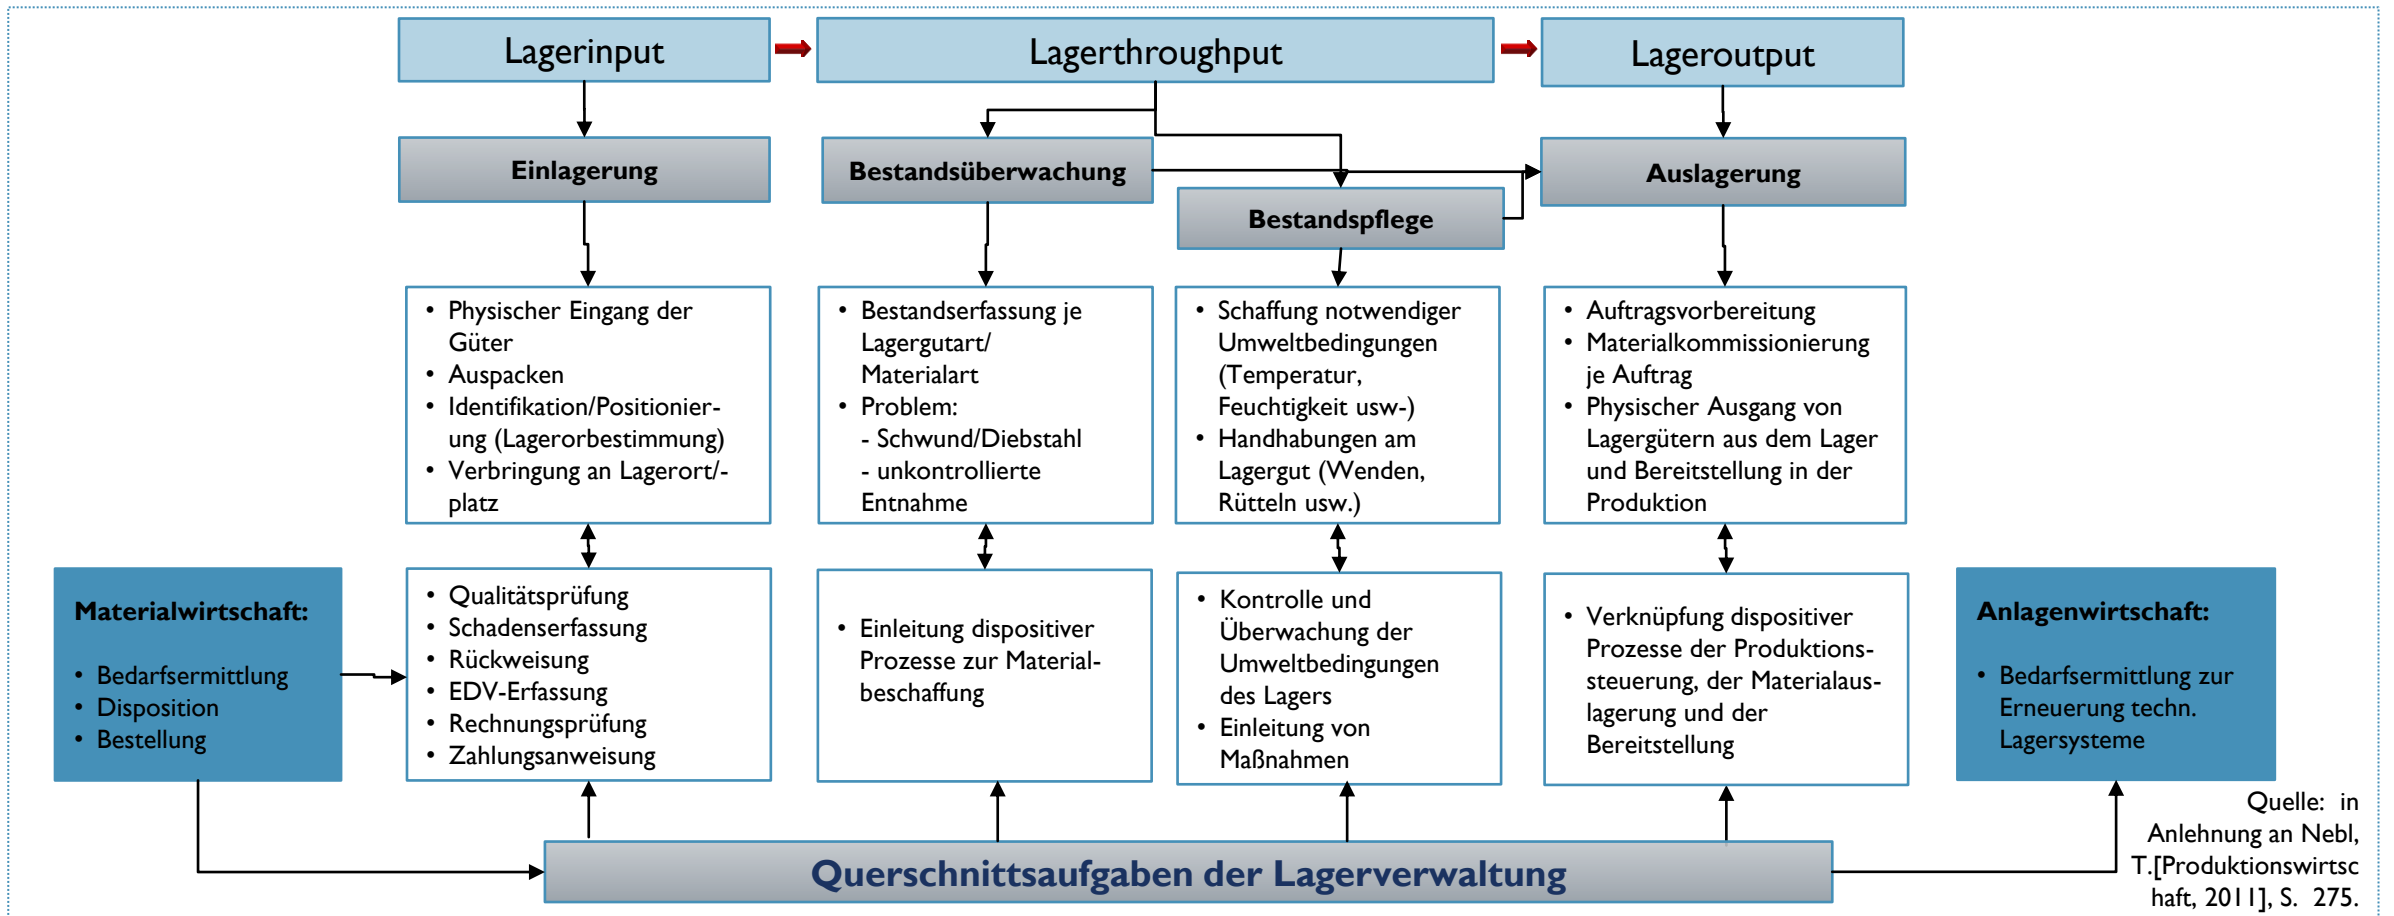 Lagerinput
Lagerthroughput
Lageroutput
Einlagerung
Bestandsüberwachung
Bestandspflege
Auslagerung
• Physischer Eingang der
Güter
• Auspacken
• Identifikation/Positionier-
ung (Lagerorbestimmung)
• Verbringung an Lagerort/-
platz
• Bestandserfassung je
Lagergutart/
Materialart
• Problem:
- Schwund/Diebstahl
- unkontrollierte
Entnahme
• Schaffung notwendiger
Umweltbedingungen
(Temperatur,
Feuchtigkeit usw-)
• Handhabungen am
Lagergut (Wenden,
Rütteln usw.)
• Auftragsvorbereitung
• Materialkommissionierung
je Auftrag
• Physischer Ausgang von
Lagergütern aus dem Lager
und Bereitstellung in der
Produktion
Materialwirtschaft:
• Bedarfsermittlung
• Disposition
• Bestellung
• Qualitätsprüfung
• Schadenserfassung
• Rückweisung
• EDV-Erfassung
• Rechnungsprüfung
• Zahlungsanweisung
• Einleitung dispositiver
Prozesse zur Material-
beschaffung
• Kontrolle und
Überwachung der
Umweltbedingungen
des Lagers
• Einleitung von
Maßnahmen
• Verknüpfung dispositiver
Prozesse der Produktions-
steuerung, der Materialaus-
lagerung und der
Bereitstellung
Anlagenwirtschaft:
• Bedarfsermittlung zur
Erneuerung techn.
Lagersysteme
Querschnittsaufgaben der Lagerverwaltung
Quelle: in
Anlehnung an Nebl,
T.[Produktionswirtsc
haft, 2011], S. 275.